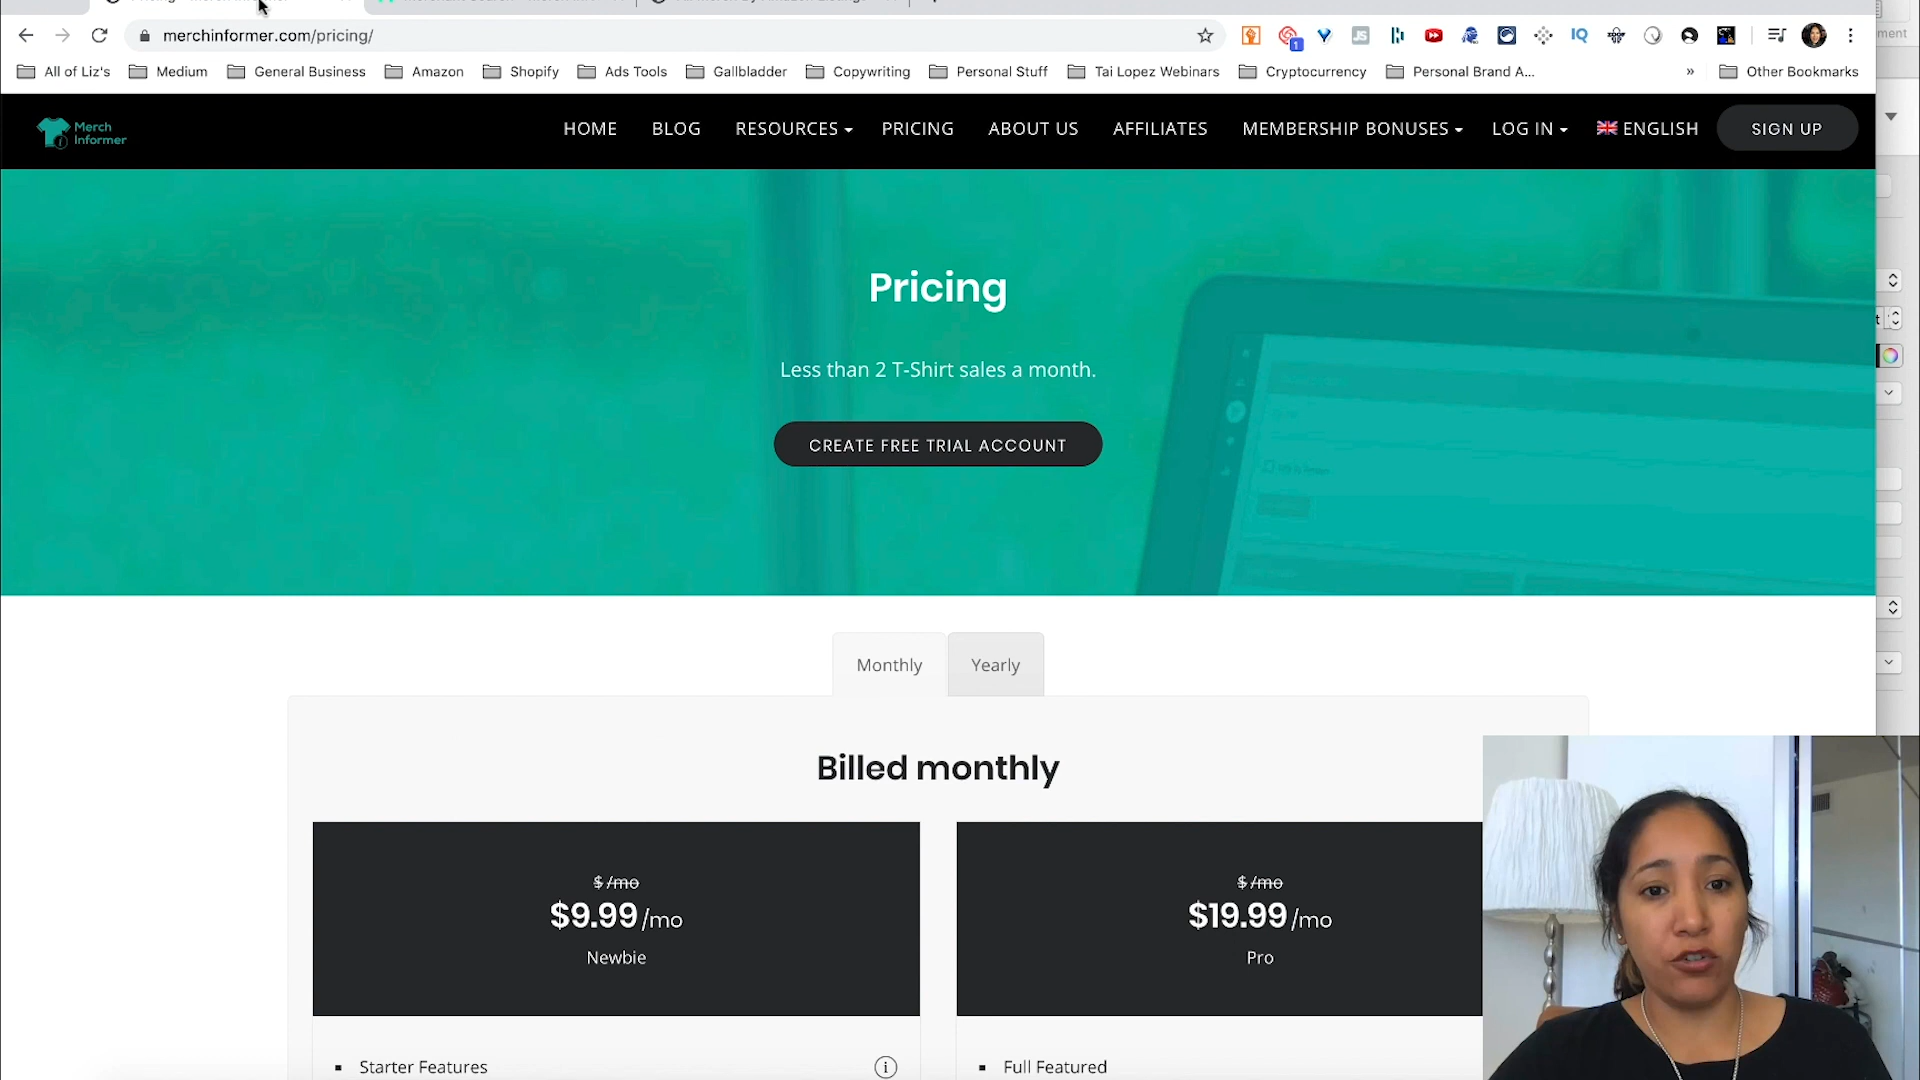 merchinformer.com/pricing/
JS
1
IQ
All of Liz's
Medium
General Business
Amazon
Shopify
Ads Tools
Gallbladder
Copywriting
Personal Stuff
Tai Lopez Webinars
Cryptocurrency
Personal Brand A...
»
Other Bookmarks
Merch
Informer
HOME
BLOG
RESOURCES
PRICING
ABOUT US
AFFILIATES
MEMBERSHIP BONUSES
LOG IN
ENGLISH
SIGN UP
Pricing
Less than 2 T-Shirt sales a month.
CREATE FREE TRIAL ACCOUNT
Monthly
Yearly
Billed monthly
$ /mo
$9.99 /mo
Newbie
$ /mo
$19.99 /mo
Pro
Starter Features
Full Featured